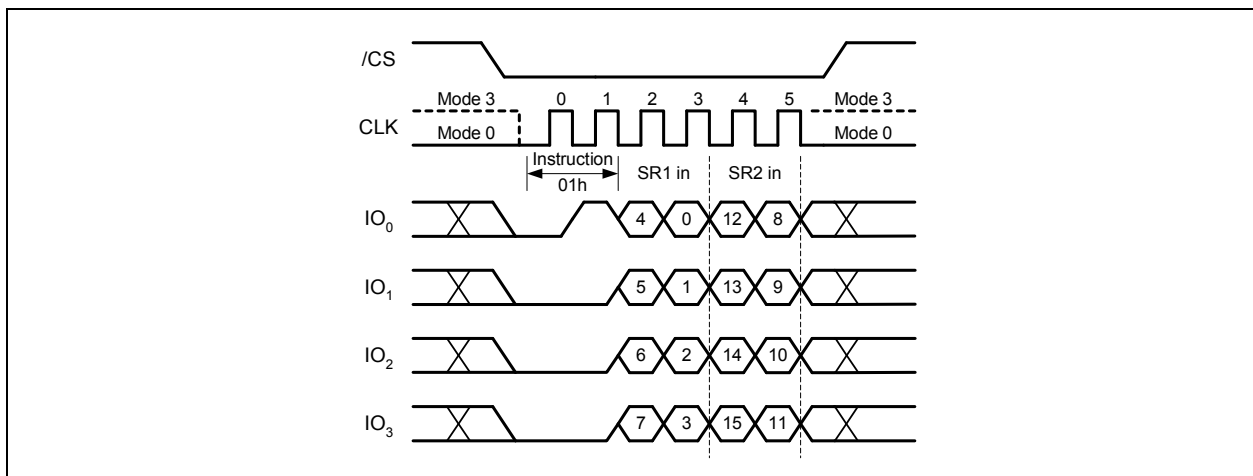 /CS
Mode 3 0 1 2 3 4 5 Mode 3
CLK Mode 0 Mode 0
Instruction SR1 in SR2 in
01h
IO0 4 0 12 8
IO1 5 1 13 9
IO2 6 2 14 10
IO3 7 3 15 11